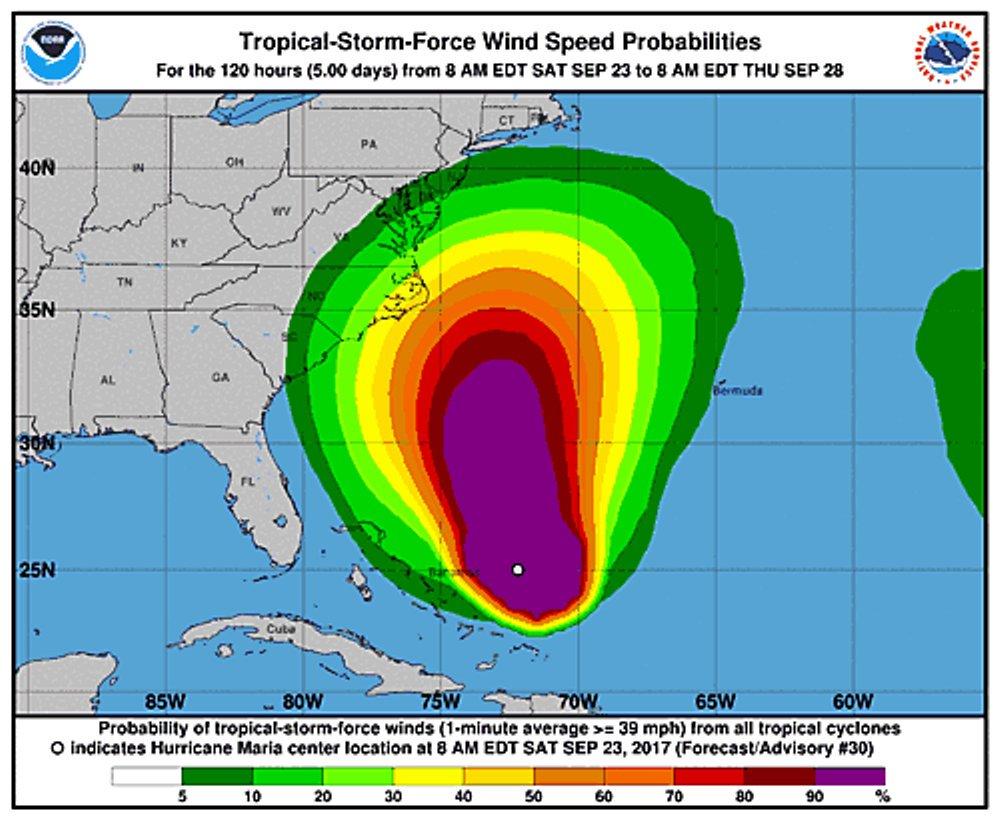 NOAA
Tropical-Storm-Force Wind Speed Probabilities
For the 120 hours (5.00 days) from 8 AM EDT SAT SEP 23 to 8 AM EDT THU SEP 28
NATIONAL WEATHER SERVICE
CT
PA
40N
IN
OH
WV
VA
KY
TN
NC
35N
SC
AL
GA
Bermuda
30N
FL
25N
Bahamas
Cuba
85W 80W 75W 70W 65W 60W
Probability of tropical-storm-force winds (1-minute average >= 39 mph) from all tropical cyclones
O indicates Hurricane Maria center location at 8 AM EDT SAT SEP 23, 2017 (Forecast/Advisory #30)
5 10 20 30 40 50 60 70 80 90 %